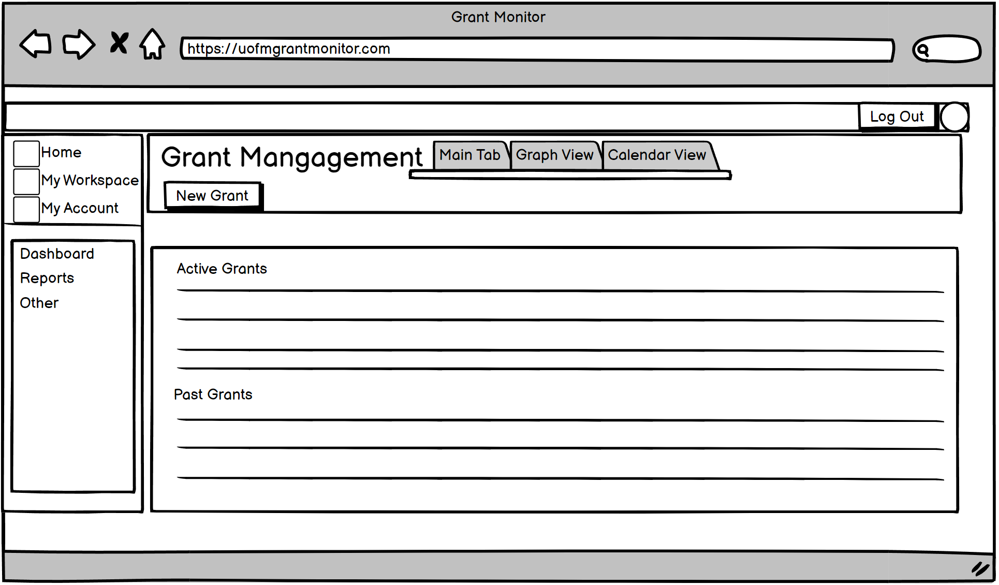 Grant Monitor
https://uofmgrantmonitor.com
Log Out
Home
My Workspace
My Account
Grant Mangagement
Main Tab
Graph View
Calendar View
New Grant
Dashboard
Reports
Other
Active Grants
Past Grants